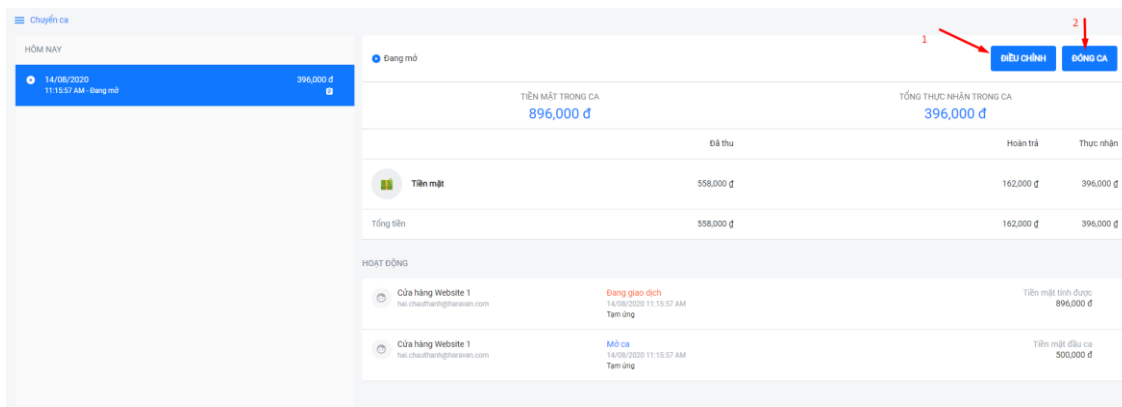 Chuyển ca
HÔM NAY
14/08/2020 396,000 đ
11:15:57 AM - Đang mở
1
2
Đang mở
ĐIỀU CHỈNH ĐÓNG CA
TIỀN MẶT TRONG CA TỔNG THỰC NHẬN TRONG CA
896,000 đ 396,000 đ
Đã thu Hoàn trả Thực nhận
Tiền mặt 558,000 ₫ 162,000 ₫ 396,000 ₫
Tổng tiền 558,000 ₫ 162,000 ₫ 396,000 ₫
HOẠT ĐỘNG
Cửa hàng Website 1 Đang giao dịch Tiền mặt tính được
hai.chauthanh@haravan.com 14/08/2020 11:15:57 AM 896,000 đ
Tạm ứng
Cửa hàng Website 1 Mở ca Tiền mặt đầu ca
hai.chauthanh@haravan.com 14/08/2020 11:15:57 AM 500,000 đ
Tạm ứng